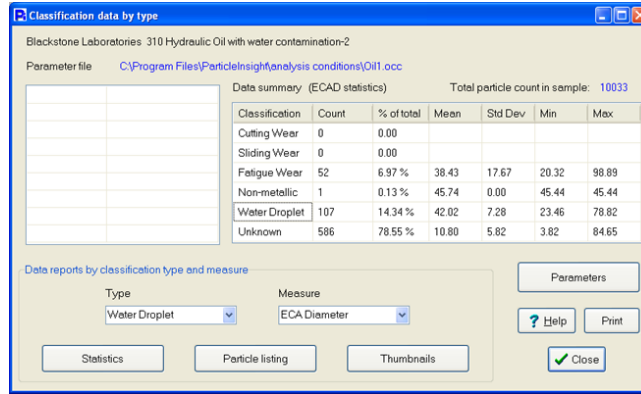 Classification data by type
Blackstone Laboratories 310 Hydraulic Oil with water contamination-2
Parameter file C:\Program Files\ParticleInsight\analysis conditions\Oil1.occ
Data summary (ECAD statistics) Total particle count in sample: 10033
Classification Count % of total Mean Std Dev Min Max
Cutting Wear 0 0.00
Sliding Wear 0 0.00
Fatigue Wear 52 6.97 % 38.43 17.67 20.32 98.89
Non-metallic 1 0.13 % 45.74 0.00 45.44 45.44
Water Droplet 107 14.34 % 42.02 7.28 23.46 78.82
Unknown 586 78.55 % 10.80 5.82 3.82 84.65
Data reports by classification type and measure
Type Measure
Water Droplet ECA Diameter
Statistics Particle listing Thumbnails
Parameters
? Help Print
Close